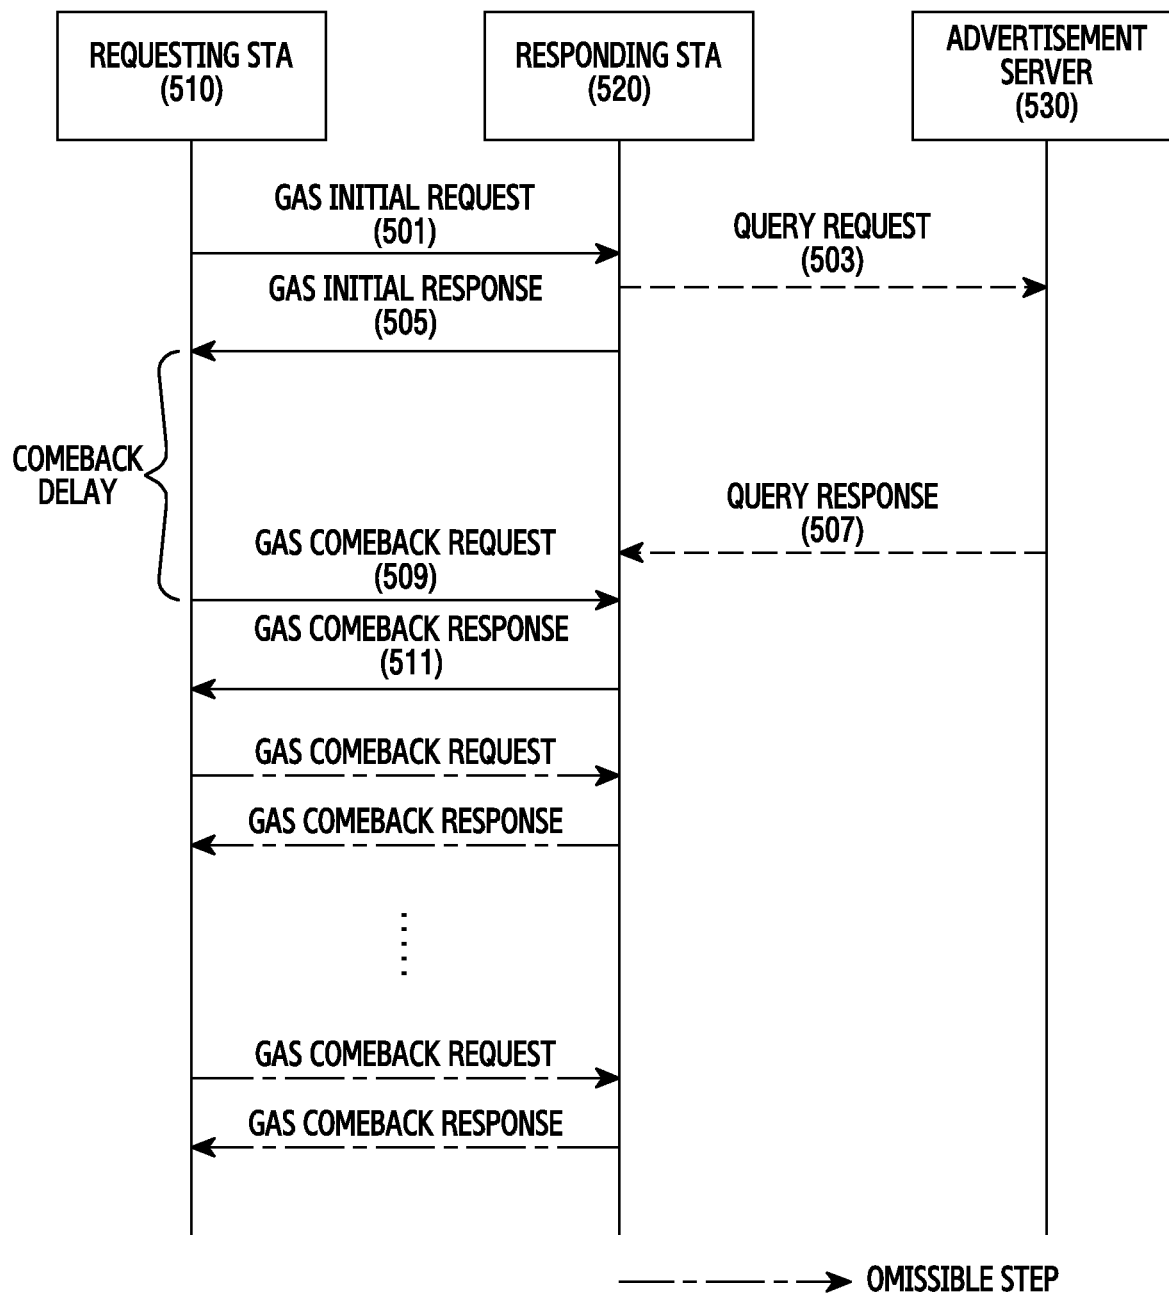 REQUESTING STA
(510)
RESPONDING STA
(520)
ADVERTISEMENT
SERVER
(530)
GAS INITIAL REQUEST
(501)
QUERY REQUEST
(503)
GAS INITIAL RESPONSE
(505)
COMEBACK
DELAY
QUERY RESPONSE
(507)
GAS COMEBACK REQUEST
(509)
GAS COMEBACK RESPONSE
(511)
GAS COMEBACK REQUEST
GAS COMEBACK RESPONSE
GAS COMEBACK REQUEST
GAS COMEBACK RESPONSE
OMISSIBLE STEP